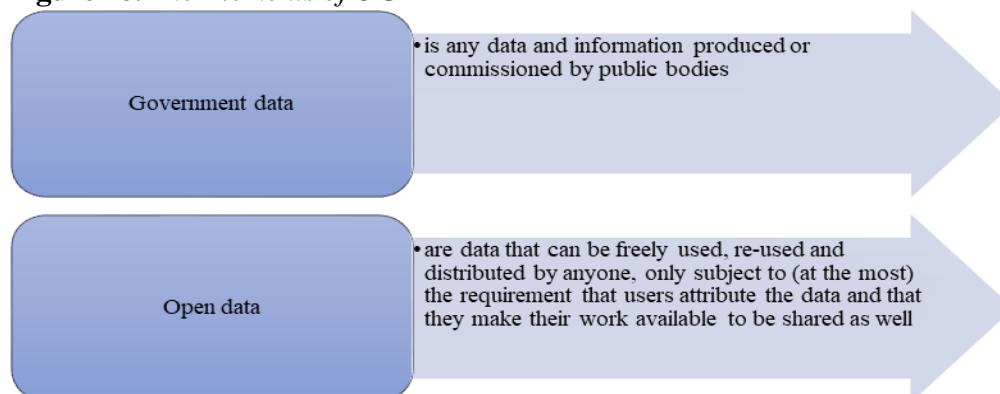 Government data
• is any data and information produced or
commissioned by public bodies
Open data
• are data that can be freely used, re-used and
distributed by anyone, only subject to (at the most)
the requirement that users attribute the data and that
they make their work available to be shared as well